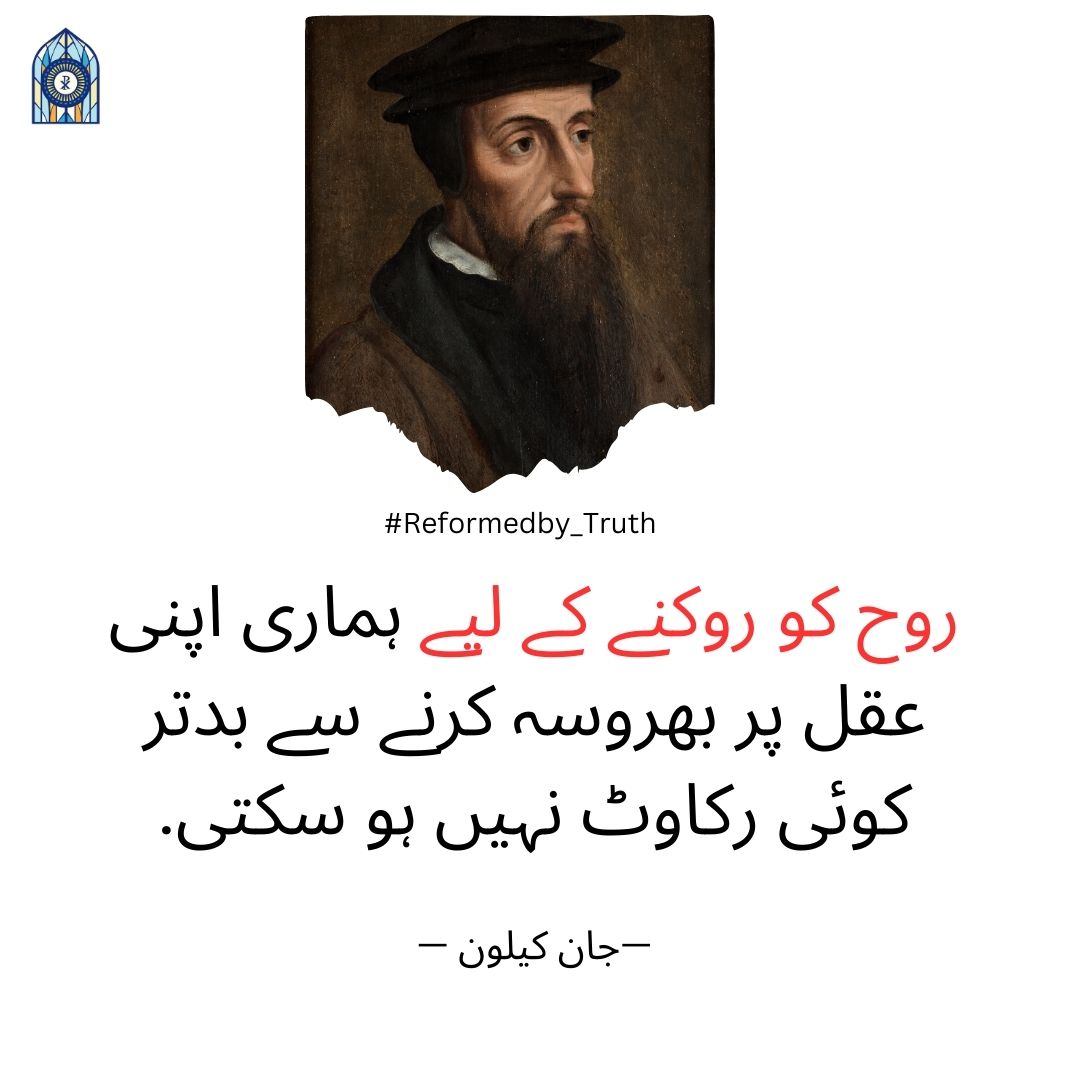 #Reformedby_Truth
روح کو روکنے کے لیے ہماری اپنی
عقل پر بھروسہ کرنے سے بدتر
کوئی رکاوٹ نہیں ہو سکتی.
—جان کیلون —